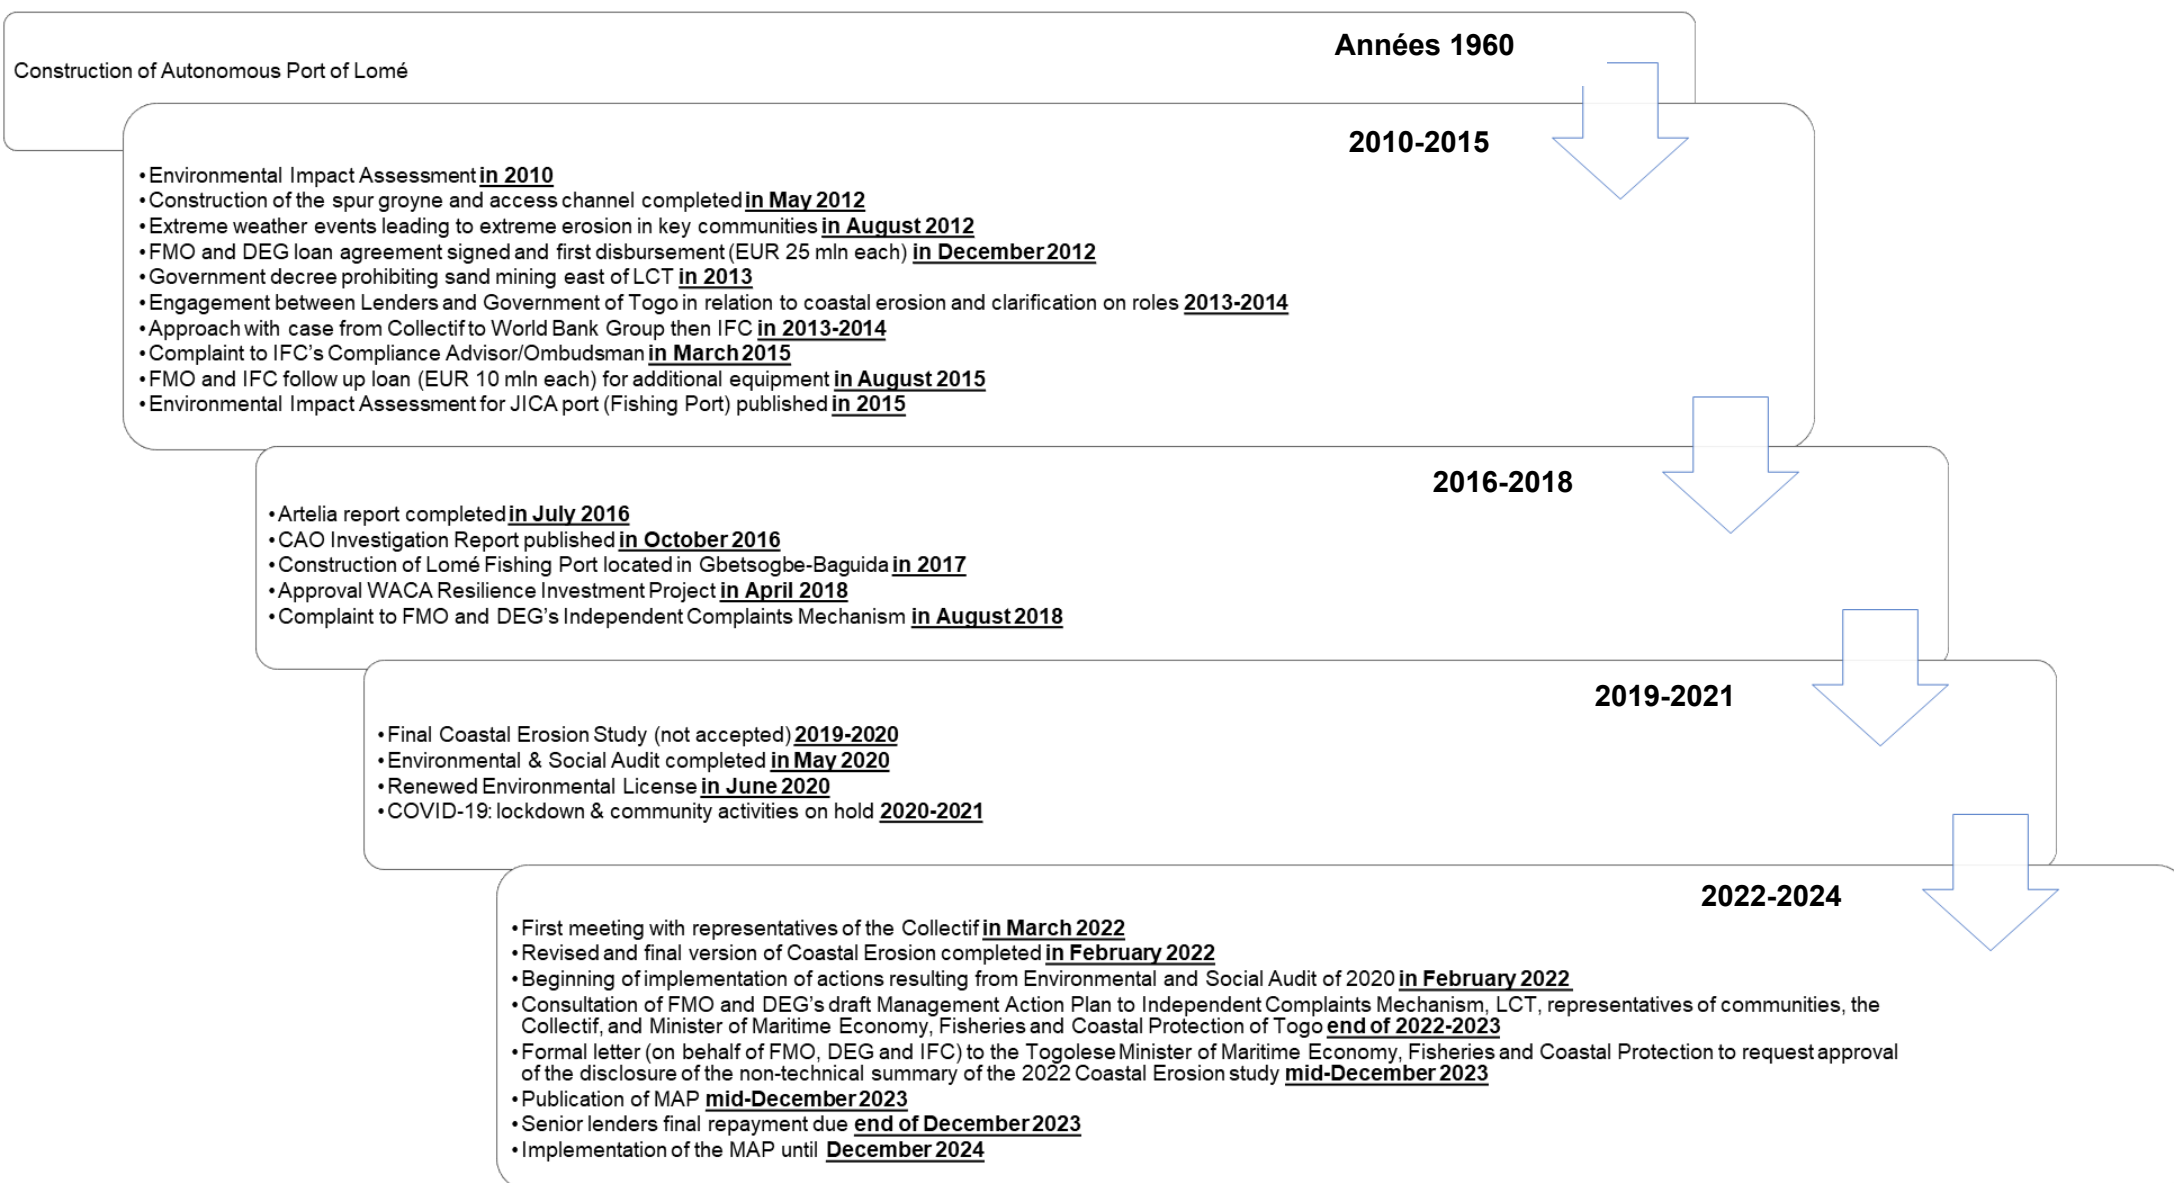 Années 1960
Construction of Autonomous Port of Lomé
2010-2015
•Environmental Impact Assessment in 2010
•Construction of the spur groyne and access channel completed in May 2012
•Extreme weather events leading to extreme erosion in key communities in August 2012
•FMO and DEG loan agreement signed and first disbursement (EUR 25 mln each) in December 2012
•Government decree prohibiting sand mining east of LCT in 2013
•Engagement between Lenders and Government of Togo in relation to coastal erosion and clarification on roles 2013-2014
•Approach with case from Collectif to World Bank Group then IFC in 2013-2014
•Complaint to IFC's Compliance Advisor/Ombudsman in March 2015
•FMO and IFC follow up loan (EUR 10 mln each) for additional equipment in August 2015
•Environmental Impact Assessment for JICA port (Fishing Port) published in 2015
2016-2018
•Artelia report completed in July 2016
•CAO Investigation Report published in October 2016
•Construction of Lomé Fishing Port located in Gbetsogbe-Baguida in 2017
•Approval WACA Resilience Investment Project in April 2018
•Complaint to FMO and DEG's Independent Complaints Mechanism in August 2018
2019-2021
•Final Coastal Erosion Study (not accepted) 2019-2020
•Environmental & Social Audit completed in May 2020
•Renewed Environmental License in June 2020
•COVID-19: lockdown & community activities on hold 2020-2021
2022-2024
•First meeting with representatives of the Collectif in March 2022
•Revised and final version of Coastal Erosion completed in February 2022
•Beginning of implementation of actions resulting from Environmental and Social Audit of 2020 in February 2022
•Consultation of FMO and DEG's draft Management Action Plan to Independent Complaints Mechanism, LCT, representatives of communities, the
Collectif, and Minister of Maritime Economy, Fisheries and Coastal Protection of Togo end of 2022-2023
•Formal letter (on behalf of FMO, DEG and IFC) to the Togolese Minister of Maritime Economy, Fisheries and Coastal Protection to request approval
of the disclosure of the non-technical summary of the 2022 Coastal Erosion study mid-December 2023
•Publication of MAP mid-December 2023
•Senior lenders final repayment due end of December 2023
•Implementation of the MAP until December 2024